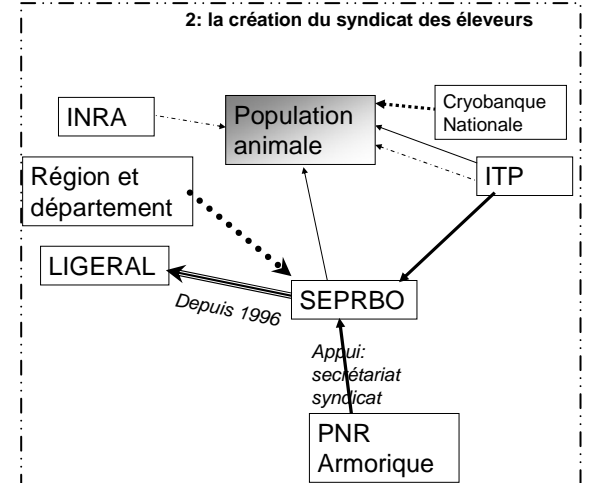 2: la création du syndicat des éleveurs
INRA
Population
animale
Cryobanque
Nationale
Région et
département
ITP
LIGERAL
Depuis 1996
SEPRBO
Appui:
secrétariat
syndicat
PNR
Armorique